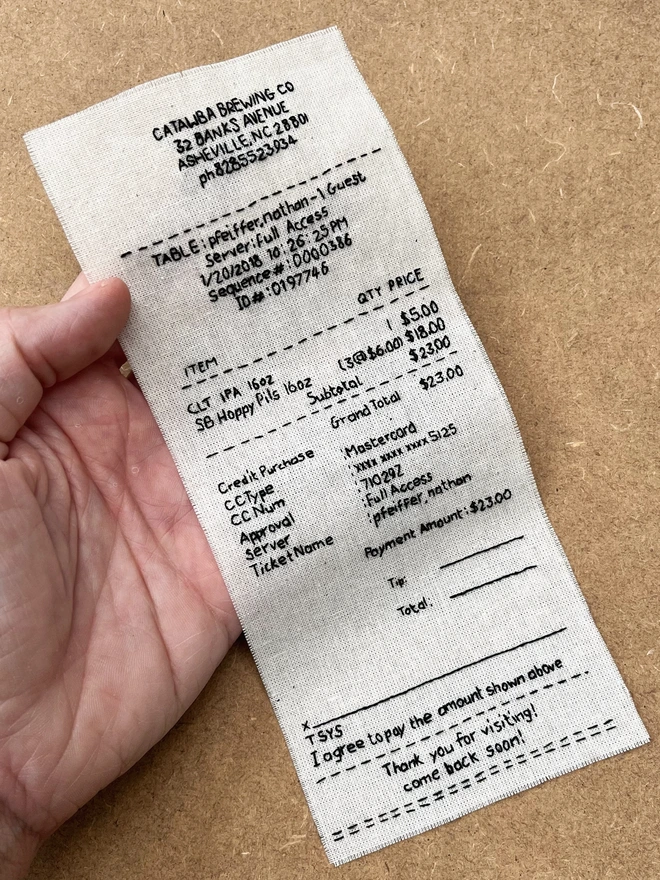 CATAWBA BREWING CO
32 BANKS AVENUE
ASHEVILLE, NC 28801
ph8285523934
TABLE: pfeiffer, nathan - 1 Guest
Server: Full Access
1/20/2018 10:26:25 PM
Sequence #: 0000386
ID #: 0197746
ITEM QTY PRICE
CLT IPA 16oz 1 $5.00
SB Hoppy Pils 16oz (3@$6.00) $18.00
Subtotal $23.00
Grand Total $23.00
Credit Purchase
CC Type : Mastercard
CC Num : xxxx xxxx xxxx 5125
Approval : 71029Z
Server : Full Access
Ticket Name : pfeiffer, nathan
Payment Amount: $23.00
Tip:
Total:
x
TSYS
I agree to pay the amount shown above
Thank you for visiting!
come back soon!